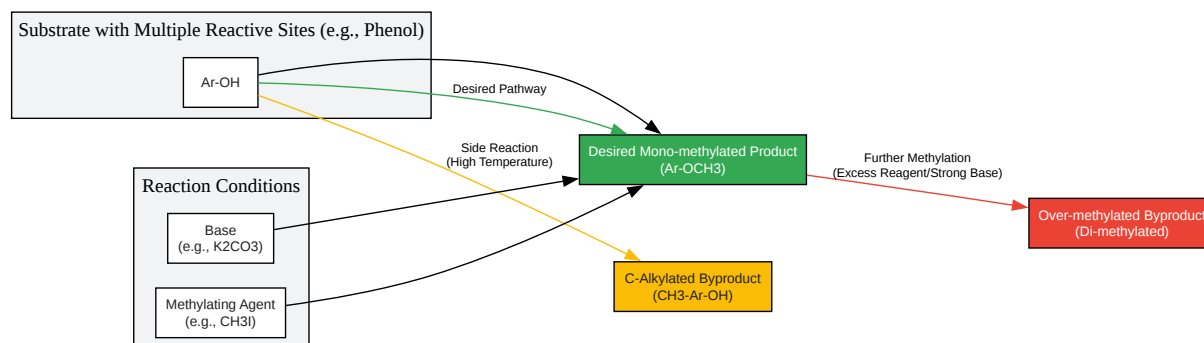 Substrate with Multiple Reactive Sites (e.g., Phenol)
Ar-OH
Desired Pathway
Side Reaction
(High Temperature)
Desired Mono-methylated Product
(Ar-OCH3)
Further Methylation
(Excess Reagent/Strong Base)
Over-methylated Byproduct
(Di-methylated)
Reaction Conditions
Base
(e.g., K2CO3)
Methylating Agent
(e.g., CH3I)
C-Alkylated Byproduct
(CH3-Ar-OH)